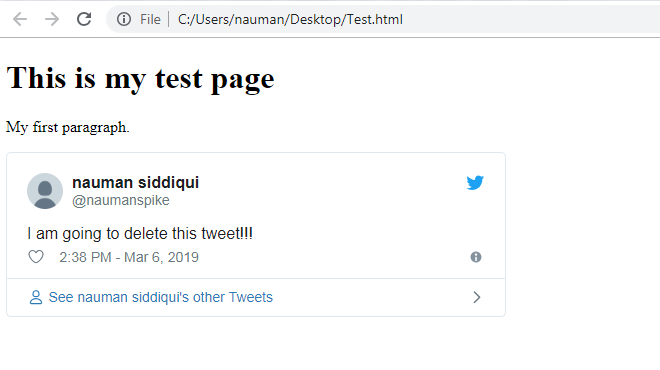 File C:/Users/nauman/Desktop/Test.html
This is my test page
My first paragraph.
nauman siddiqui
@naumanspike
I am going to delete this tweet!!!
2:38 PM - Mar 6, 2019
See nauman siddiqui's other Tweets